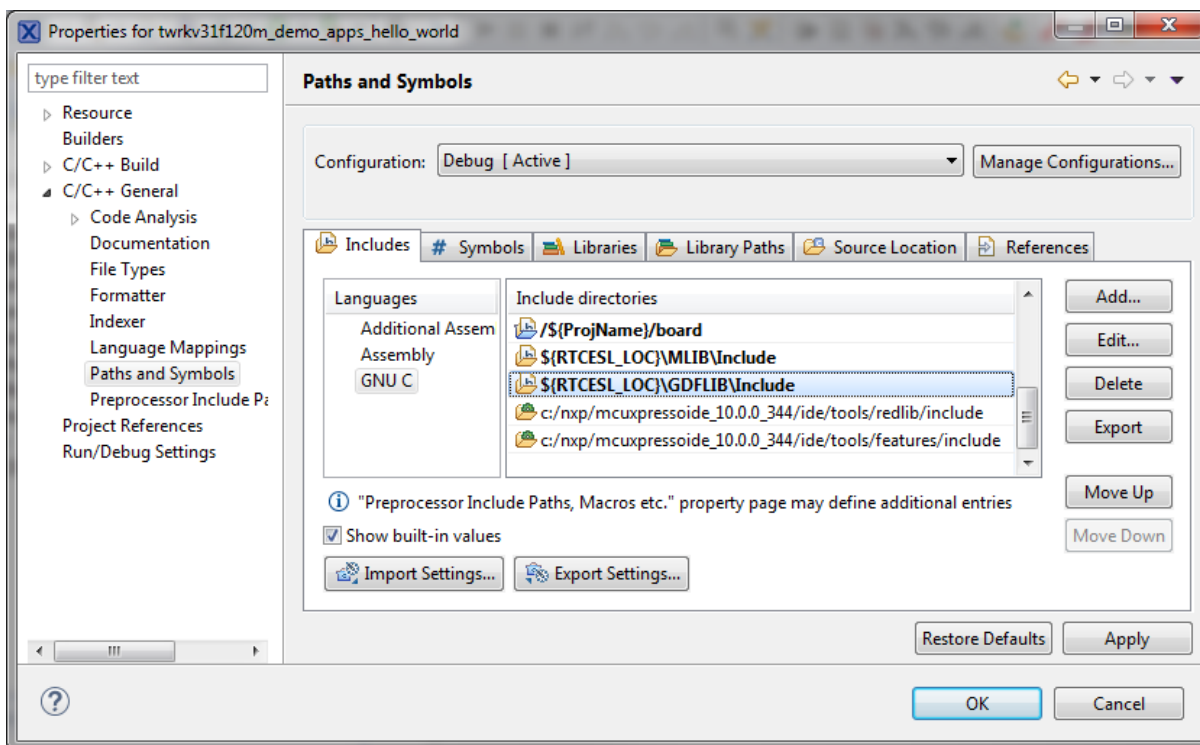 Properties for twrkv31f120m_demo_apps_hello_world
type filter text
Resource
Builders
C/C++ Build
C/C++ General
Code Analysis
Documentation
File Types
Formatter
Indexer
Language Mappings
Paths and Symbols
Preprocessor Include Pa
Project References
Run/Debug Settings
Paths and Symbols
Configuration: Debug [ Active ] Manage Configurations...
Includes # Symbols Libraries Library Paths Source Location References
Languages
Additional Assem
Assembly
GNU C
Include directories
/${ProjName}/board
${RTCESL_LOC}\MLIB\Include
${RTCESL_LOC}\GDFLIB\Include
c:/nxp/mcuxpressoide_10.0.0_344/ide/tools/redlib/include
c:/nxp/mcuxpressoide_10.0.0_344/ide/tools/features/include
Add...
Edit...
Delete
Export
Move Up
Move Down
"Preprocessor Include Paths, Macros etc." property page may define additional entries
Show built-in values
Import Settings... Export Settings...
Restore Defaults Apply
? OK Cancel